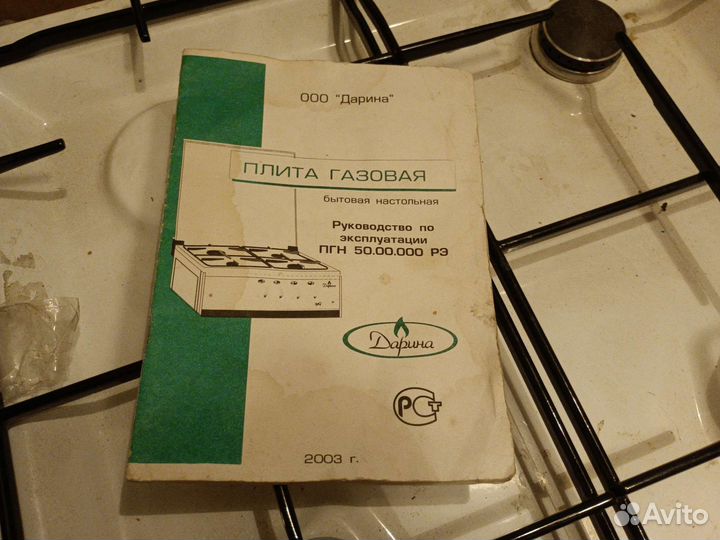 ООО "Дарина"
ПЛИТА ГАЗОВАЯ
бытовая настольная
Руководство по
эксплуатации
ПГН 50.00.000 РЭ
Дарина
РСТ
2003 г.
Avito